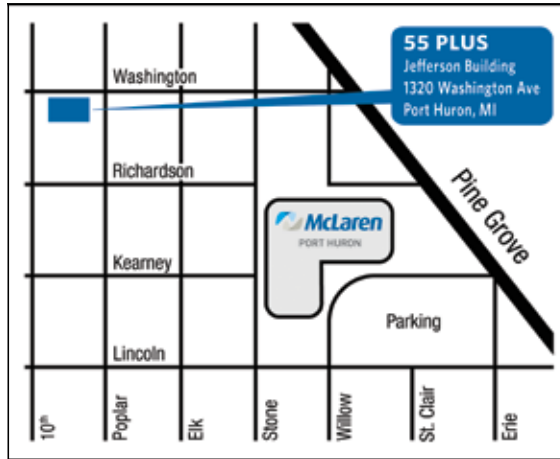 55 PLUS
Jefferson Building
1320 Washington Ave
Port Huron, MI
Washington
Richardson
Pine Grove
McLaren
PORT HURON
Kearney
Parking
Lincoln
10th
Poplar
Elk
Stone
Willow
St. Clair
Erie